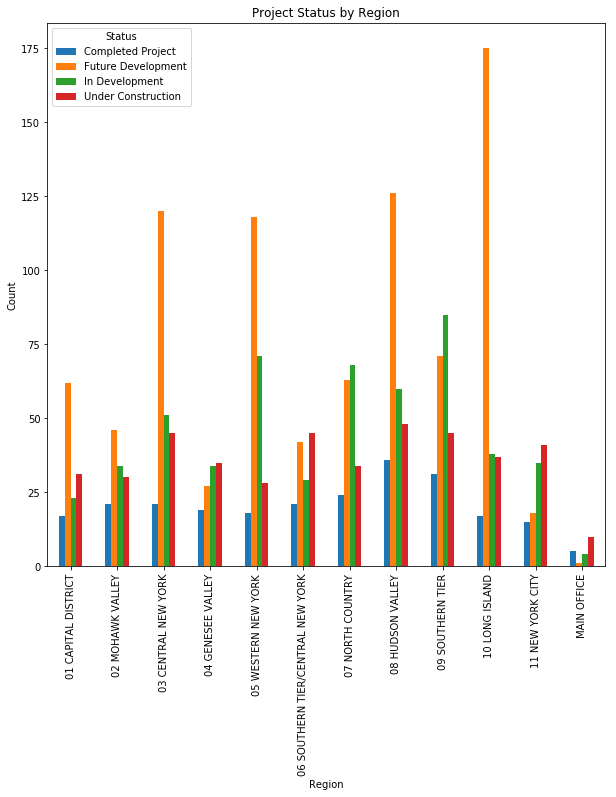 Project Status by Region
Status
Completed Project
Future Development
In Development
Under Construction
175
150
125
100
75
50
25
0
Count
01 CAPITAL DISTRICT
02 MOHAWK VALLEY
03 CENTRAL NEW YORK
04 GENESEE VALLEY
05 WESTERN NEW YORK
06 SOUTHERN TIER/CENTRAL NEW YORK
07 NORTH COUNTRY
08 HUDSON VALLEY
09 SOUTHERN TIER
10 LONG ISLAND
11 NEW YORK CITY
MAIN OFFICE
Region